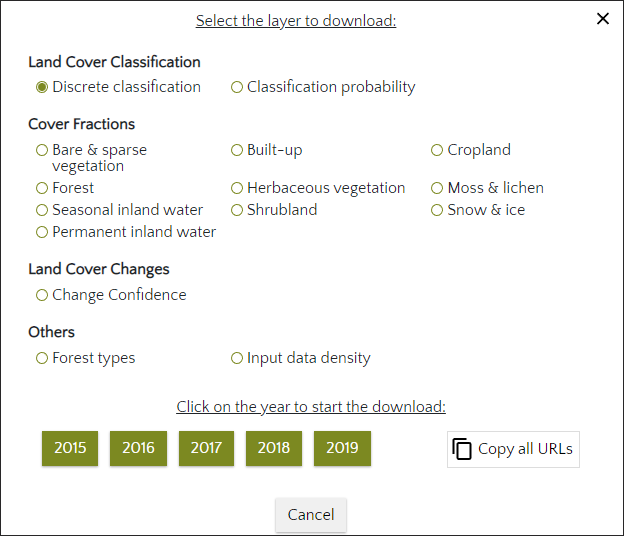 Select the layer to download:
Land Cover Classification
Discrete classification
Classification probability
Cover Fractions
Bare & sparse
vegetation
Built-up
Cropland
Forest
Herbaceous vegetation
Moss & lichen
Seasonal inland water
Shrubland
Snow & ice
Permanent inland water
Land Cover Changes
Change Confidence
Others
Forest types
Input data density
Click on the year to start the download:
2015
2016
2017
2018
2019
Copy all URLs
Cancel